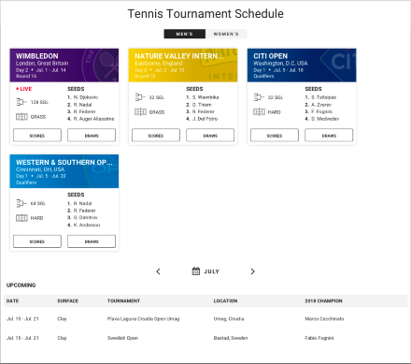 Tennis Tournament Schedule
MEN'S WOMEN'S
WIMBLEDON
London, Great Britain
Day 1 • Jul. 1 - Jul. 14
Round 16
LIVE
128 SGL
GRASS
SEEDS
1. N. Djokovic
2. R. Nadal
3. R. Federer
4. R. Auger Aliassime
SCORES DRAWS
NATURE VALLEY INTERN...
Eastbourne, England
Day 2 • Jul. 2 - Jul.
Round 16
32 SGL
GRASS
SEEDS
1. S. Wawrinka
2. D. Thiem
3. R. Federer
4. J. Del Potro
SCORES DRAWS
CITI OPEN
Washington, D.C. USA
Day 1 • Jul. 5 - Jul. 16
Qualifiers
32 SGL
HARD
SEEDS
1. S. Tsitsipas
2. A. Zverev
3. F. Fognini
4. D. Medvedev
SCORES DRAWS
WESTERN & SOUTHERN OP...
Cincinnati, OH, USA
Day 1 • Jul. 5 - Jul. 20
Qualifiers
64 SGL
HARD
SEEDS
1. R. Nadal
2. R. Federer
3. G. Dimitrov
4. K. Anderson
SCORES DRAWS
JULY
UPCOMING
DATE SURFACE TOURNAMENT LOCATION 2018 CHAMPION
Jul. 15 - Jul. 21 Clay Plava Laguna Croatia Open Umag Umag, Croatia Marco Cecchinato
Jul. 15 - Jul. 21 Clay Swedish Open Bastad, Sweden Fabio Fognini